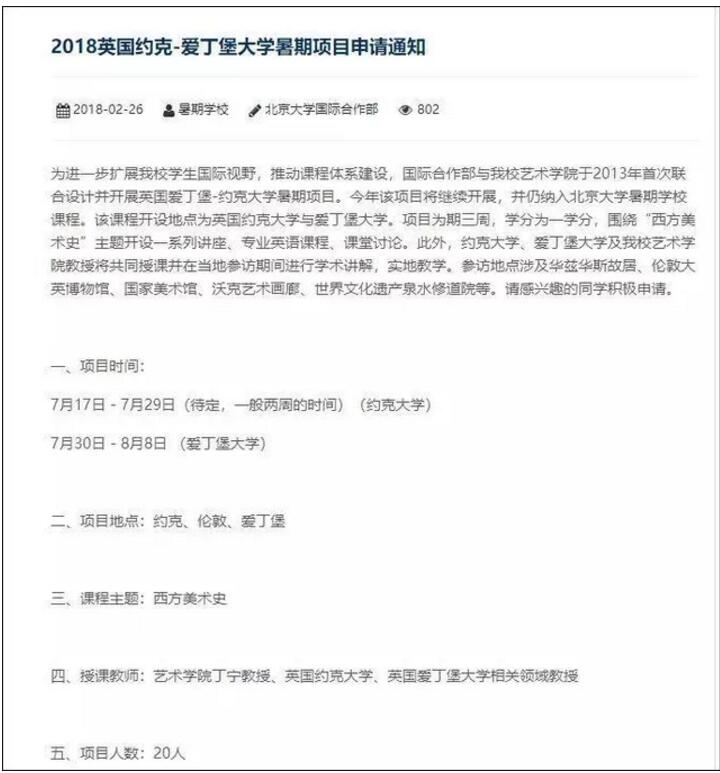 2018英国约克-爱丁堡大学暑期项目申请通知
2018-02-26 暑期学校 北京大学国际合作部 802
为进一步扩展我校学生国际视野，推动课程体系建设，国际合作部与我校艺术学院于2013年首次联
合设计并开展英国爱丁堡-约克大学暑期项目。今年该项目将继续开展，并仍纳入北京大学暑期学校
课程。该课程开设地点为英国约克大学与爱丁堡大学。项目为期三周，学分为一学分，围绕“西方美
术史”主题开设一系列讲座、专业英语课程、课堂讨论。此外，约克大学、爱丁堡大学及我校艺术学
院教授将共同授课并在当地参访期间进行学术讲解，实地教学。参访地点涉及华兹华斯故居、伦敦大
英博物馆、国家美术馆、沃克艺术画廊、世界文化遗产泉水修道院等。请感兴趣的同学积极申请。
一、项目时间：
7月17日 - 7月29日（待定，一般两周的时间）（约克大学）
7月30日 - 8月8日 （爱丁堡大学）
二、项目地点：约克、伦敦、爱丁堡
三、课程主题：西方美术史
四、授课教师：艺术学院丁宁教授、英国约克大学、英国爱丁堡大学相关领域教授
五、项目人数：20人